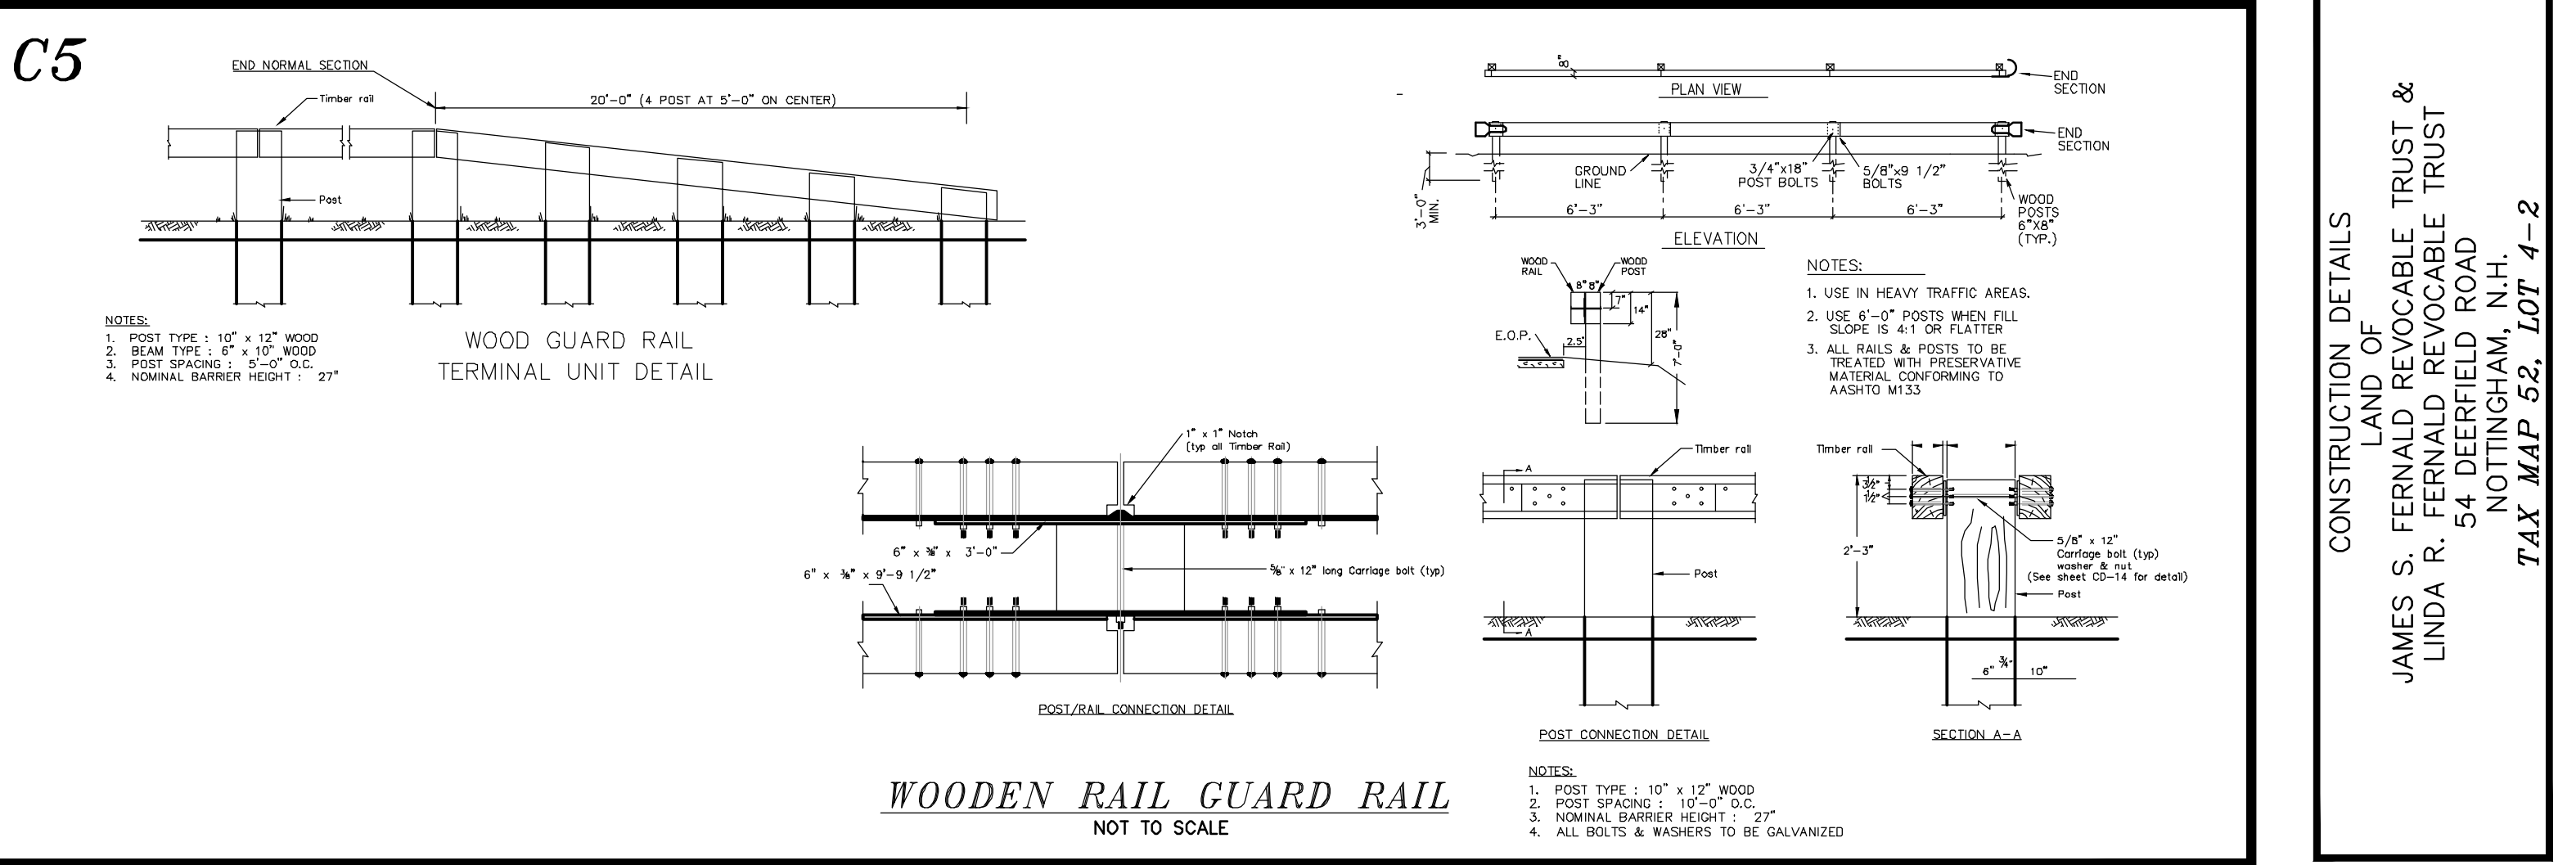 C5
END NORMAL SECTION
Timber rail
20'-0" (4 POST AT 5'-0" ON CENTER)
Post
NOTES:
1. POST TYPE : 10" x 12" WOOD
2. BEAM TYPE : 6" x 10" WOOD
3. POST SPACING : 5'-0" O.C.
4. NOMINAL BARRIER HEIGHT : 27"
WOOD GUARD RAIL
TERMINAL UNIT DETAIL
8"
END
SECTION
PLAN VIEW
END
SECTION
GROUND
LINE
3/4"x18"
POST BOLTS
5/8"x9 1/2"
BOLTS
3'-0"
MIN.
6'-3"
6'-3"
6'-3"
WOOD
POSTS
6"X8"
(TYP.)
ELEVATION
WOOD
RAIL
WOOD
POST
8" 8"
7"
14"
28"
7'-0"
E.O.P.
2.5'
NOTES:
1. USE IN HEAVY TRAFFIC AREAS.
2. USE 6'-0" POSTS WHEN FILL
SLOPE IS 4:1 OR FLATTER
3. ALL RAILS & POSTS TO BE
TREATED WITH PRESERVATIVE
MATERIAL CONFORMING TO
AASHTO M133
1" x 1" Notch
(typ all Timber Rail)
6" x ⅜" x 3'-0"
6" x ⅜" x 9'-9 1/2"
⅝" x 12" long Carriage bolt (typ)
POST/RAIL CONNECTION DETAIL
Timber rail
A
Post
A
POST CONNECTION DETAIL
Timber rail
3½"
1½"
2'-3"
5/8" x 12"
Carriage bolt (typ)
washer & nut
(See sheet CD-14 for detail)
Post
6" ¾" 10"
SECTION A-A
NOTES:
1. POST TYPE : 10" x 12" WOOD
2. POST SPACING : 10'-0" O.C.
3. NOMINAL BARRIER HEIGHT : 27"
4. ALL BOLTS & WASHERS TO BE GALVANIZED
WOODEN RAIL GUARD RAIL
NOT TO SCALE
CONSTRUCTION DETAILS
LAND OF
JAMES S. FERNALD REVOCABLE TRUST &
LINDA R. FERNALD REVOCABLE TRUST
54 DEERFIELD ROAD
NOTTINGHAM, N.H.
TAX MAP 52, LOT 4-2